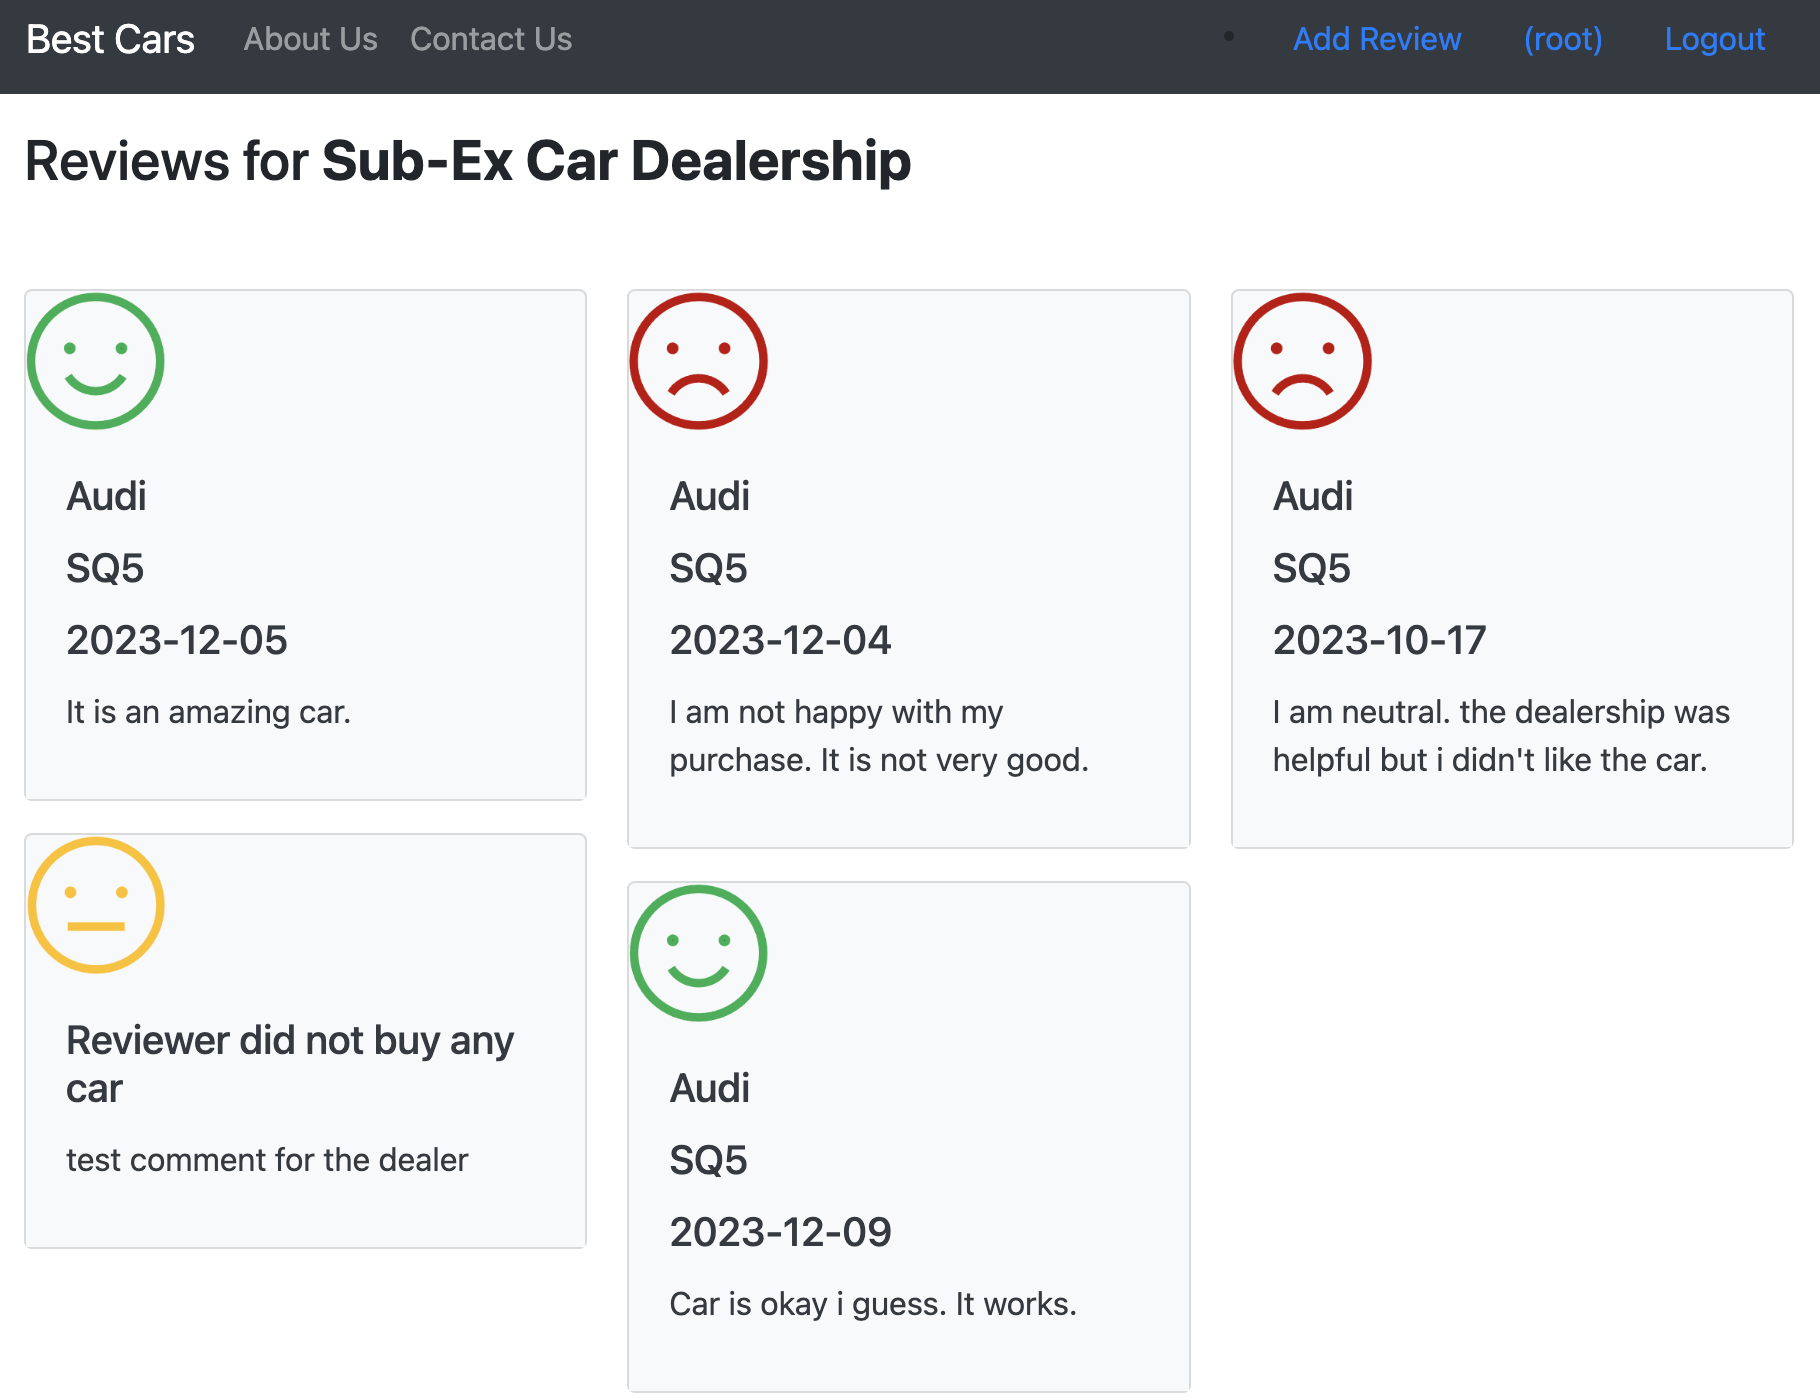 Best Cars About Us Contact Us Add Review (root) Logout
Reviews for Sub-Ex Car Dealership
Audi
SQ5
2023-12-05
It is an amazing car.
Audi
SQ5
2023-12-04
I am not happy with my
purchase. It is not very good.
Audi
SQ5
2023-10-17
I am neutral. the dealership was
helpful but i didn't like the car.
Reviewer did not buy any
car
test comment for the dealer
Audi
SQ5
2023-12-09
Car is okay i guess. It works.